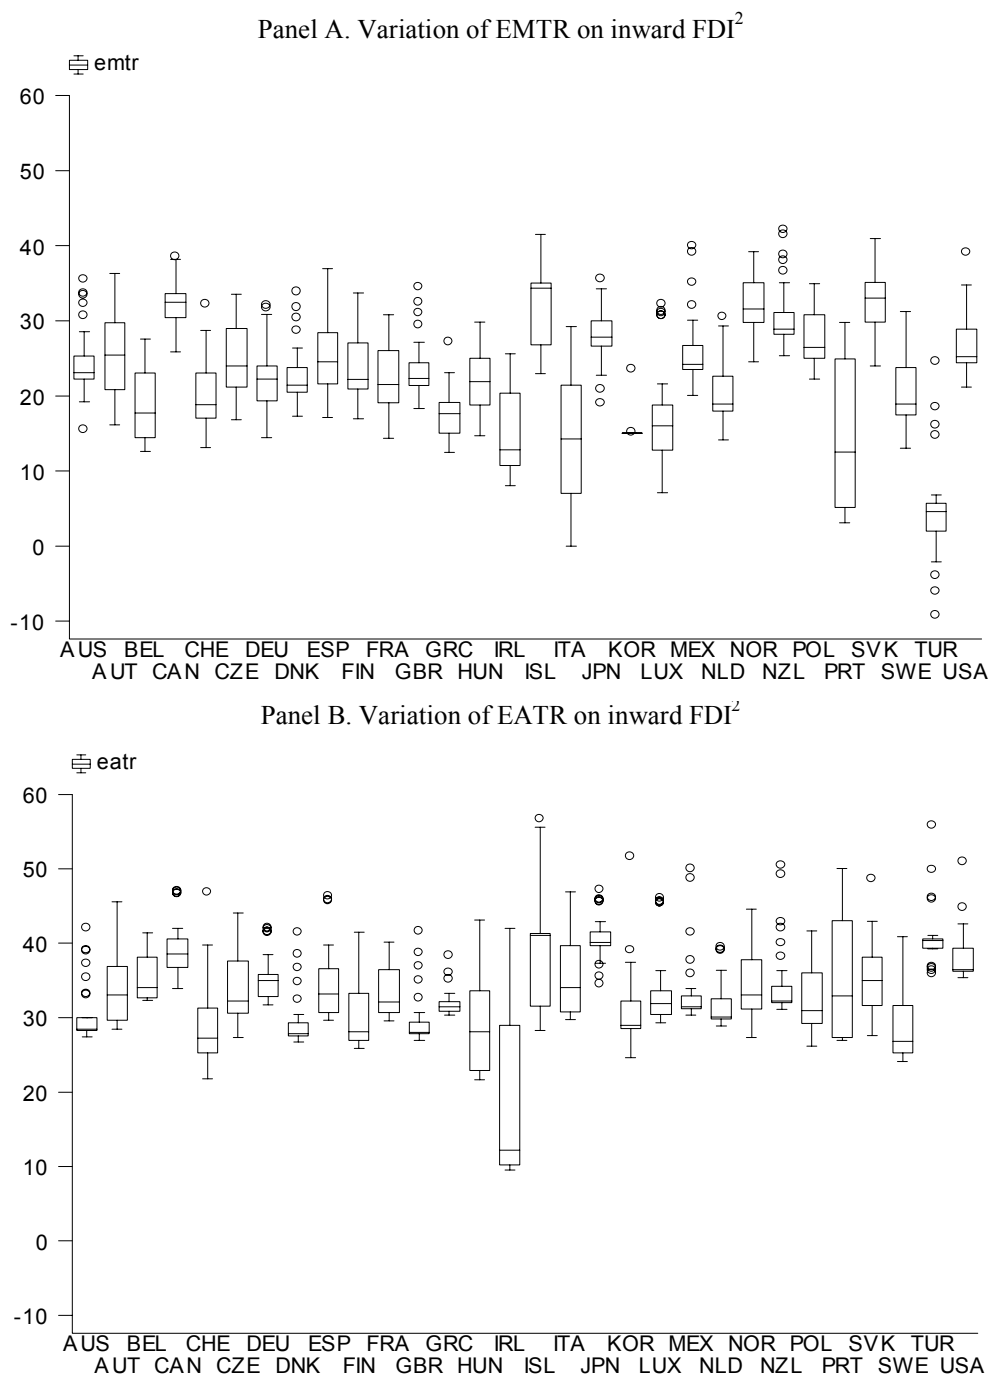 Panel A. Variation of EMTR on inward FDI2
emtr
60
50
40
30
20
10
0
-10
AUS BEL CHE DEU ESP FRA GRC IRL ITA KOR MEX NOR POL SVK TUR
AUT CAN CZE DNK FIN GBR HUN ISL JPN LUX NLD NZL PRT SWE USA
Panel B. Variation of EATR on inward FDI2
eatr
60
50
40
30
20
10
0
-10
AUS BEL CHE DEU ESP FRA GRC IRL ITA KOR MEX NOR POL SVK TUR
AUT CAN CZE DNK FIN GBR HUN ISL JPN LUX NLD NZL PRT SWE USA